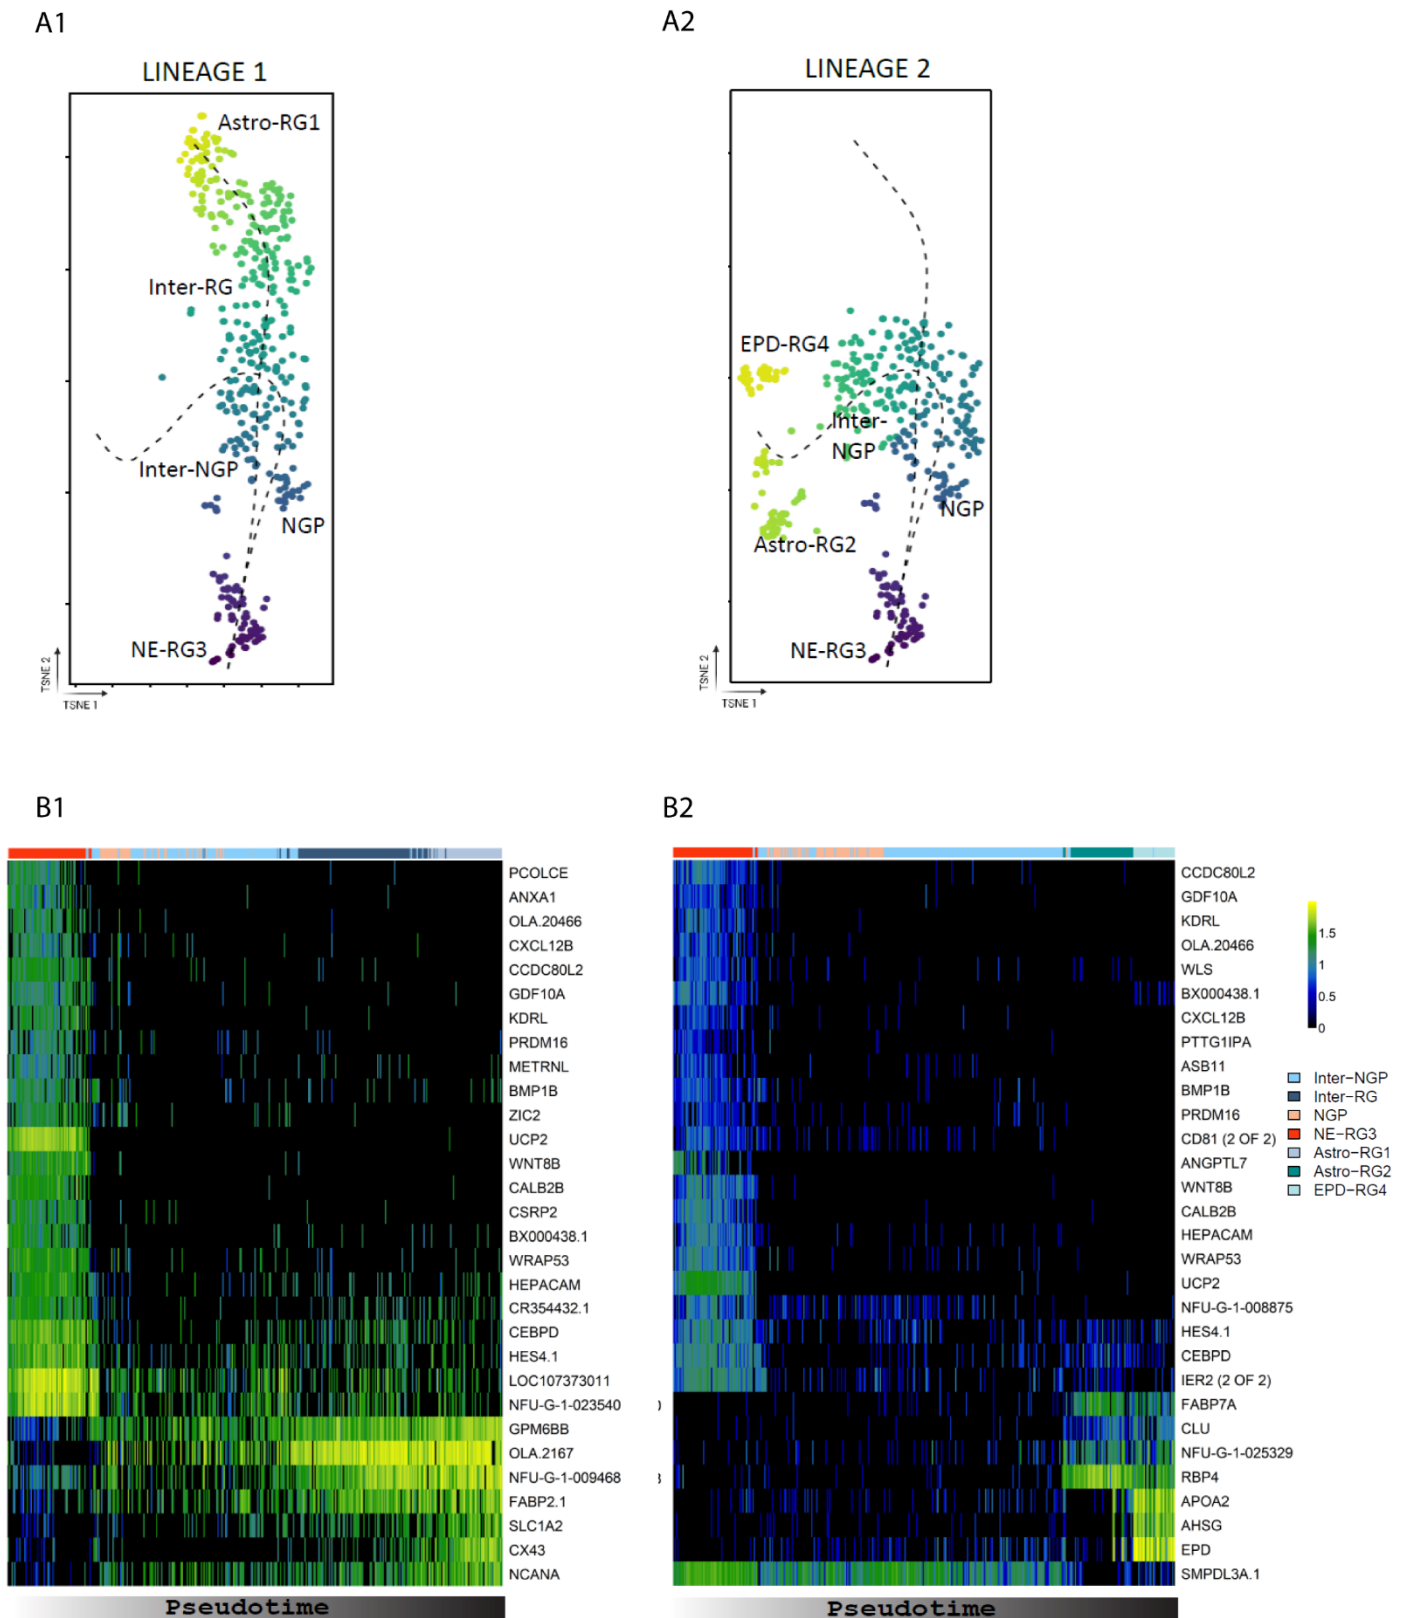 A1
LINEAGE 1
Astro-RG1
Inter-RG
Inter-NGP
NGP
NE-RG3
TSNE 2
TSNE 1
A2
LINEAGE 2
EPD-RG4
Inter-
NGP
NGP
Astro-RG2
NE-RG3
TSNE 2
TSNE 1
B1
PCOLCE
ANXA1
OLA.20466
CXCL12B
CCDC80L2
GDF10A
KDRL
PRDM16
METRNL
BMP1B
ZIC2
UCP2
WNT8B
CALB2B
CSRP2
BX000438.1
WRAP53
HEPACAM
CR354432.1
CEBPD
HES4.1
LOC107373011
NFU-G-1-023540
GPM6BB
OLA.2167
NFU-G-1-009468
FABP2.1
SLC1A2
CX43
NCANA
Pseudotime
B2
CCDC80L2
GDF10A
KDRL
OLA.20466
WLS
BX000438.1
CXCL12B
PTTG1IPA
ASB11
BMP1B
PRDM16
CD81 (2 OF 2)
ANGPTL7
WNT8B
CALB2B
HEPACAM
WRAP53
UCP2
NFU-G-1-008875
HES4.1
CEBPD
IER2 (2 OF 2)
FABP7A
CLU
NFU-G-1-025329
RBP4
APOA2
AHSG
EPD
SMPDL3A.1
Pseudotime
1.5
1
0.5
0
Inter-NGP
Inter-RG
NGP
NE-RG3
Astro-RG1
Astro-RG2
EPD-RG4